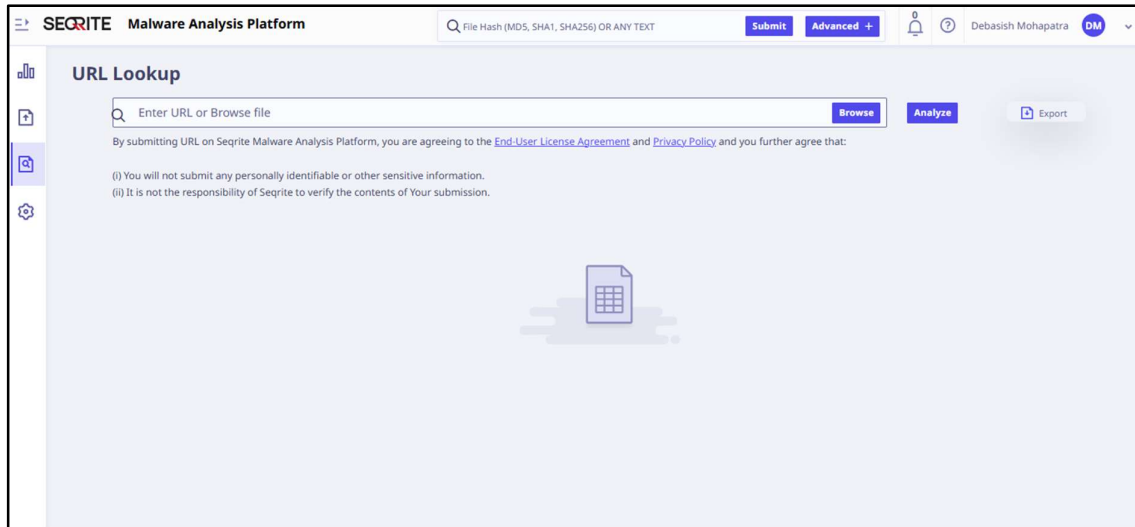 SEQRITE Malware Analysis Platform
File Hash (MD5, SHA1, SHA256) OR ANY TEXT
Submit
Advanced +
0
Debasish Mohapatra
DM
URL Lookup
Enter URL or Browse file
Browse
Analyze
Export
By submitting URL on Seqrite Malware Analysis Platform, you are agreeing to the End-User License Agreement and Privacy Policy and you further agree that:
(i) You will not submit any personally identifiable or other sensitive information.
(ii) It is not the responsibility of Seqrite to verify the contents of Your submission.